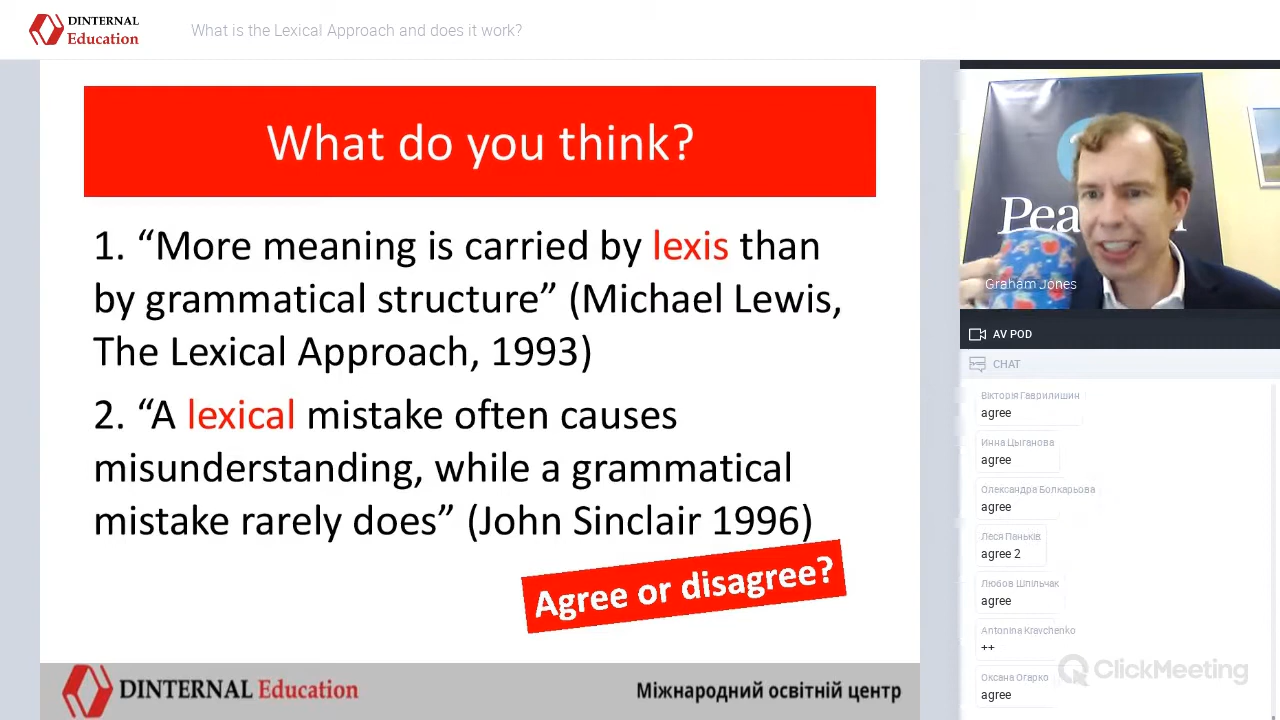 DINTERNAL
Education
What is the Lexical Approach and does it work?
What do you think?
1. “More meaning is carried by lexis than
by grammatical structure” (Michael Lewis,
The Lexical Approach, 1993)
2. “A lexical mistake often causes
misunderstanding, while a grammatical
mistake rarely does” (John Sinclair 1996)
Agree or disagree?
DINTERNAL Education
Міжнародний освітній центр
Pea
Graham Jones
AV POD
CHAT
Вікторія Гаврилишин
agree
Инна Цыганова
agree
Олександра Болкарьова
agree
Леся Паньків
agree 2
Любов Шпільчак
agree
Antonina Kravchenko
++
Оксана Огарко
agree
ClickMeeting